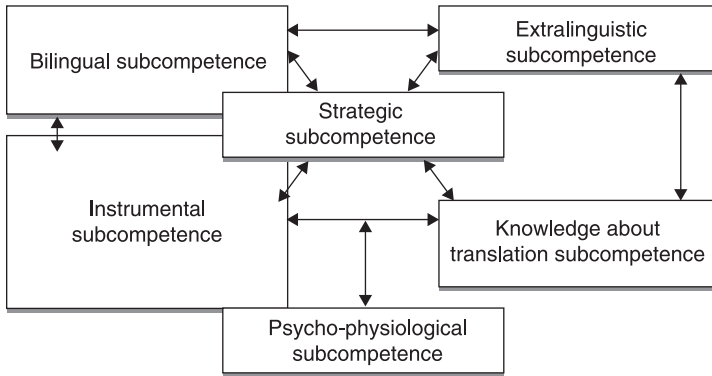 Bilingual subcompetence
Extralinguistic
subcompetence
Strategic
subcompetence
Instrumental
subcompetence
Knowledge about
translation subcompetence
Psycho-physiological
subcompetence